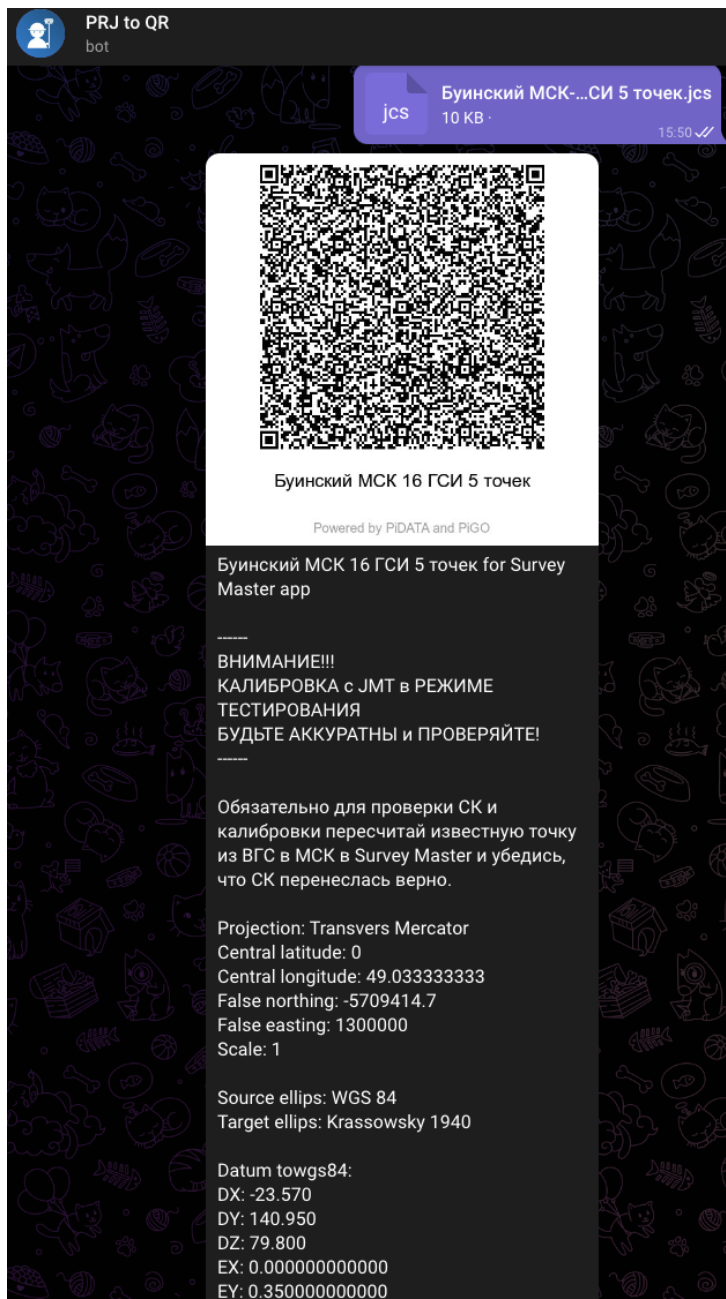 PRJ to QR
bot
jcs
Буинский МСК-...СИ 5 точек.jcs
10 KB ·
15:50
Буинский МСК 16 ГСИ 5 точек
Powered by PiDATA and PiGO
Буинский МСК 16 ГСИ 5 точек for Survey
Master app
------
ВНИМАНИЕ!!!
КАЛИБРОВКА с JMT в РЕЖИМЕ
ТЕСТИРОВАНИЯ
БУДЬТЕ АККУРАТНЫ и ПРОВЕРЯЙТЕ!
------
Обязательно для проверки СК и
калибровки пересчитай известную точку
из ВГС в МСК в Survey Master и убедись,
что СК перенеслась верно.
Projection: Transvers Mercator
Central latitude: 0
Central longitude: 49.033333333
False northing: -5709414.7
False easting: 1300000
Scale: 1
Source ellips: WGS 84
Target ellips: Krassowsky 1940
Datum towgs84:
DX: -23.570
DY: 140.950
DZ: 79.800
EX: 0.000000000000
EY: 0.350000000000